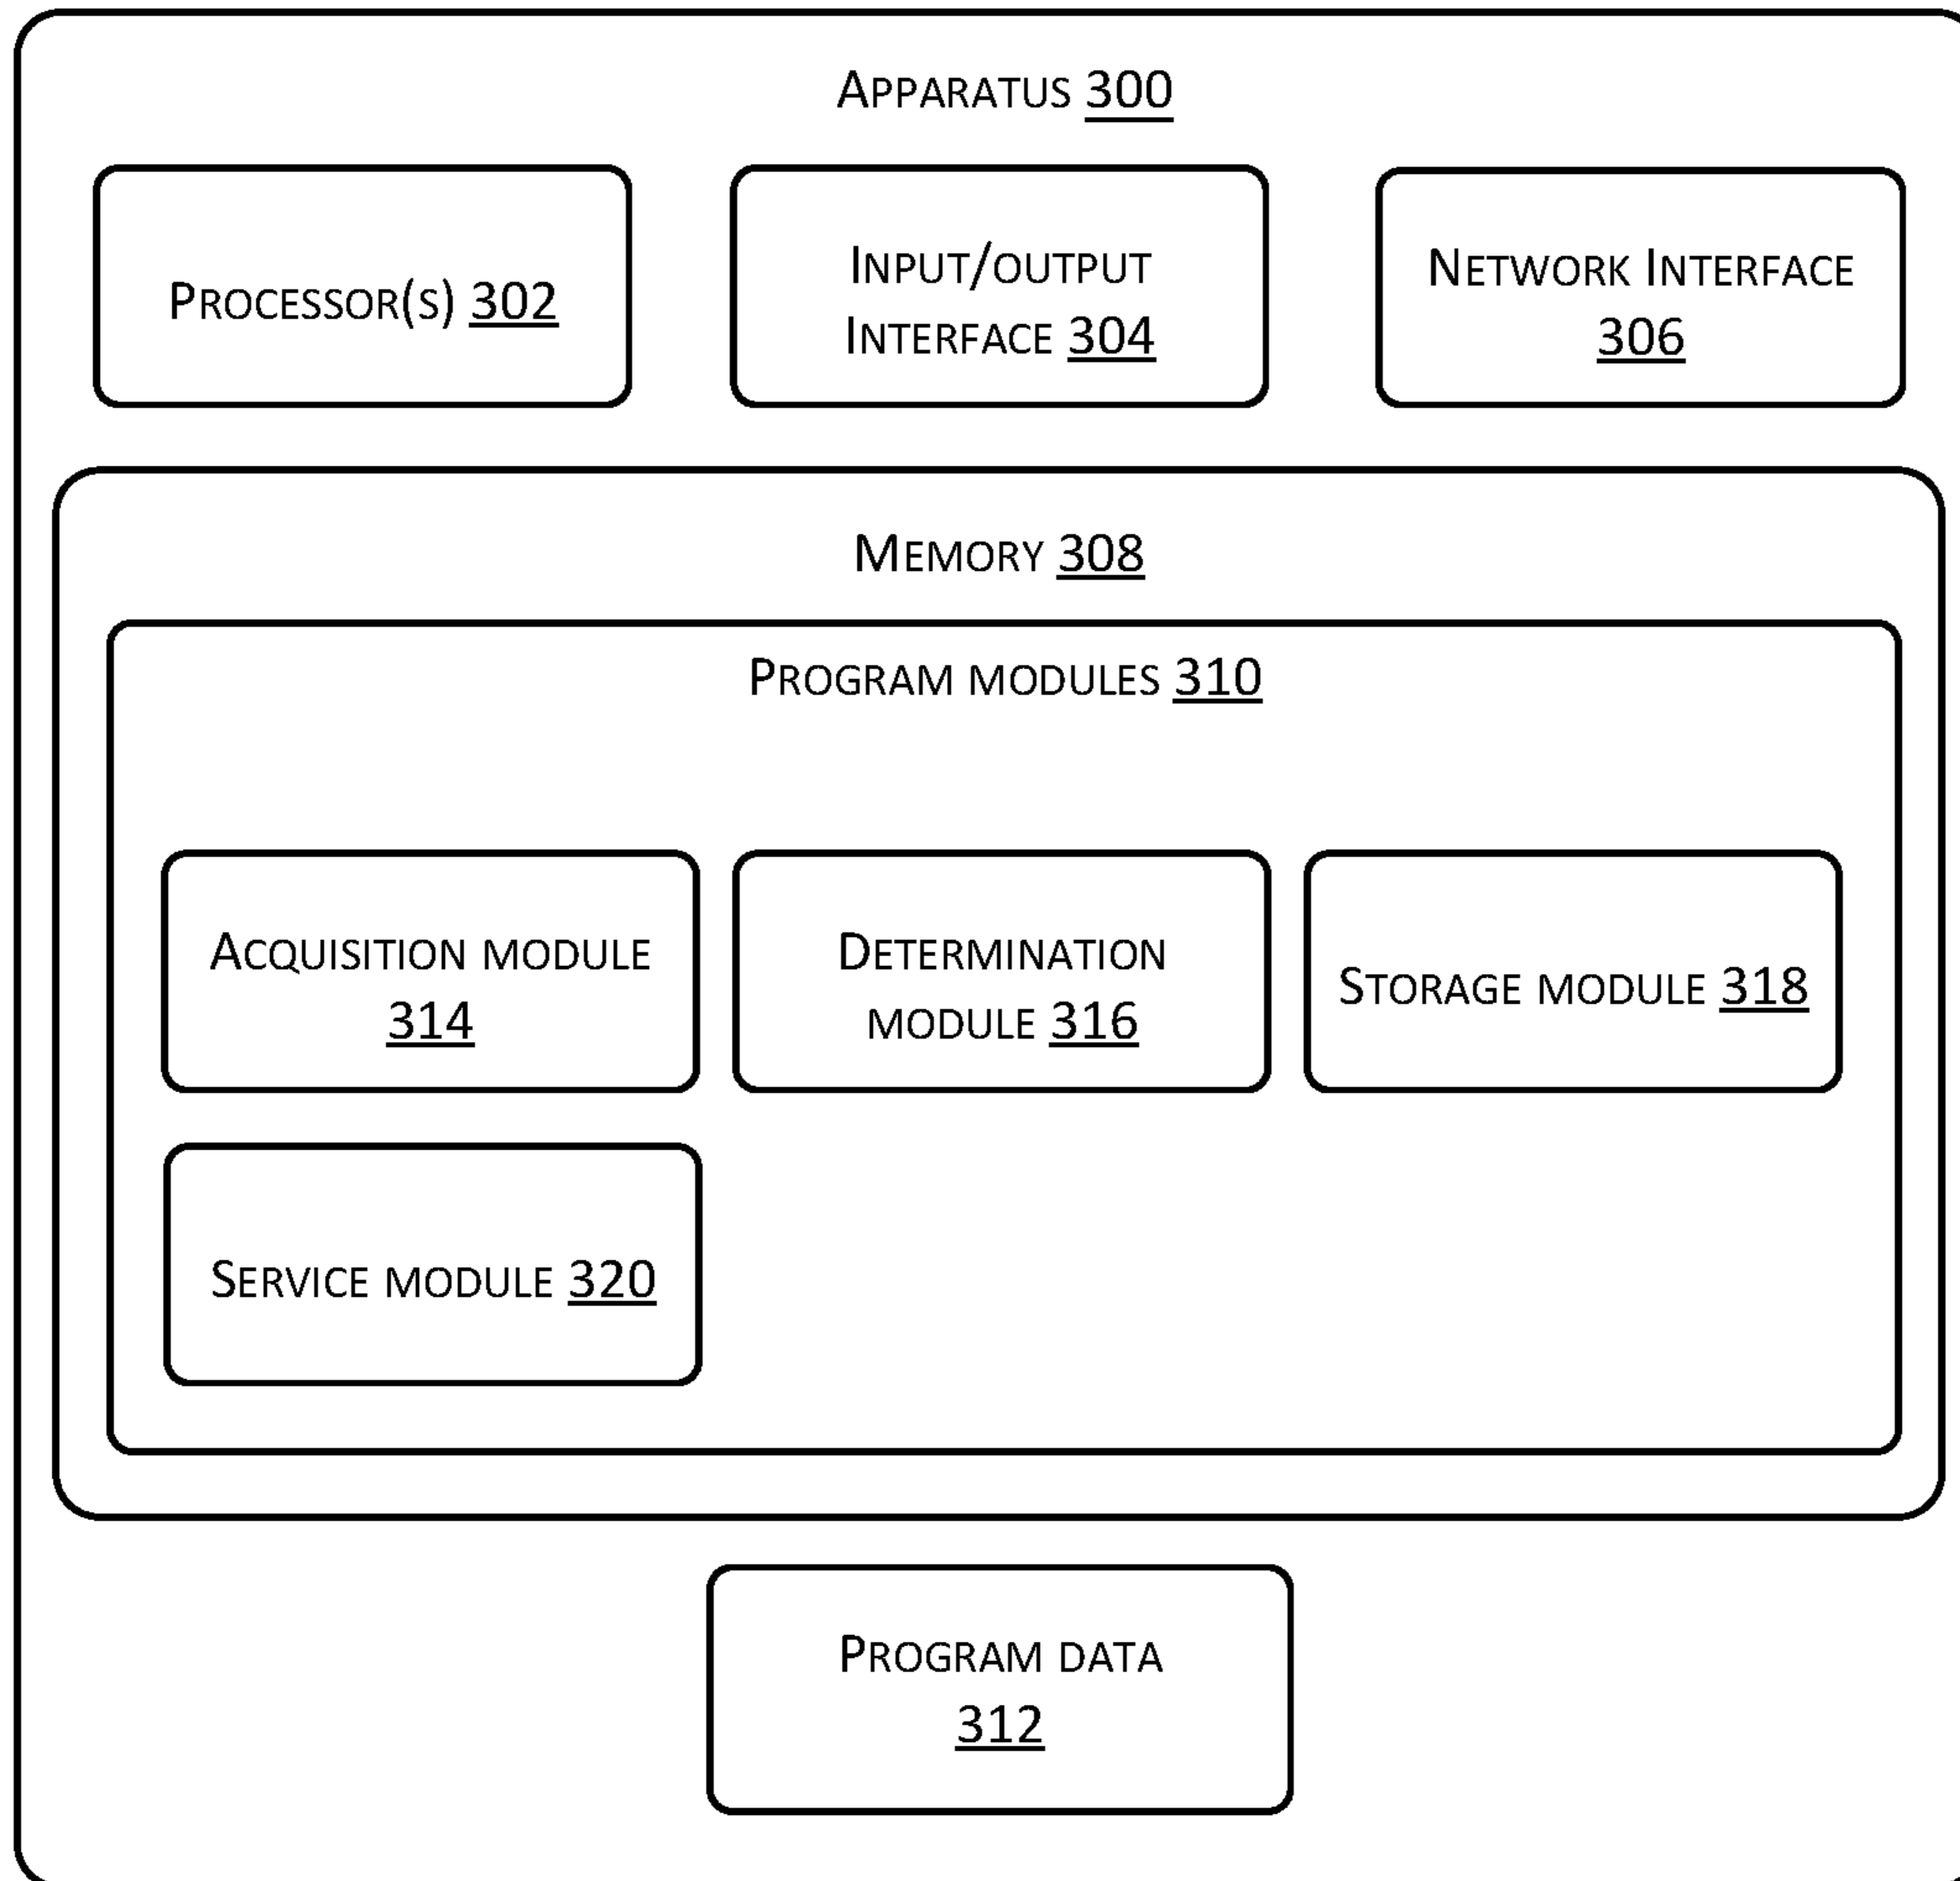 Apparatus 300
Processor(s) 302
Input/output
Interface 304
Network Interface
306
Memory 308
Program modules 310
Acquisition module
314
Determination
module 316
Storage module 318
Service module 320
Program data
312